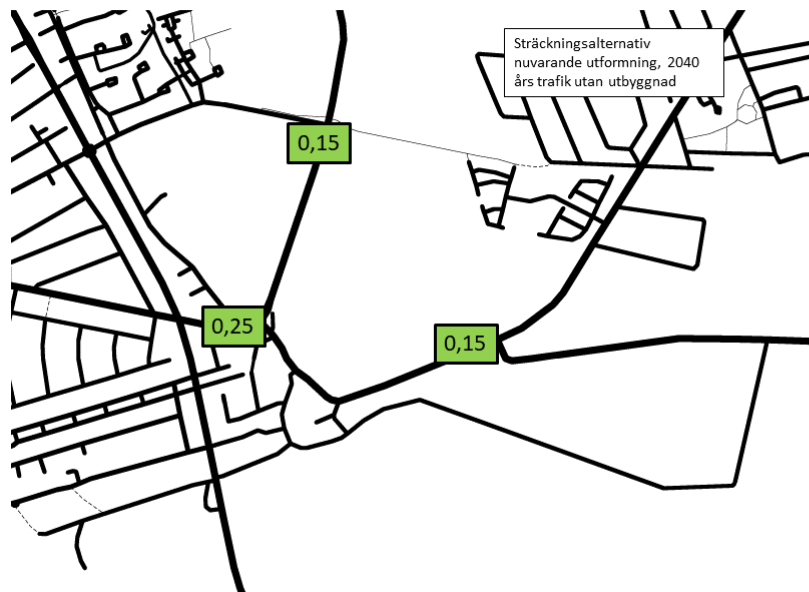 Sträckningsalternativ
nuvarande utformning, 2040
års trafik utan utbyggnad
0,15
0,25
0,15